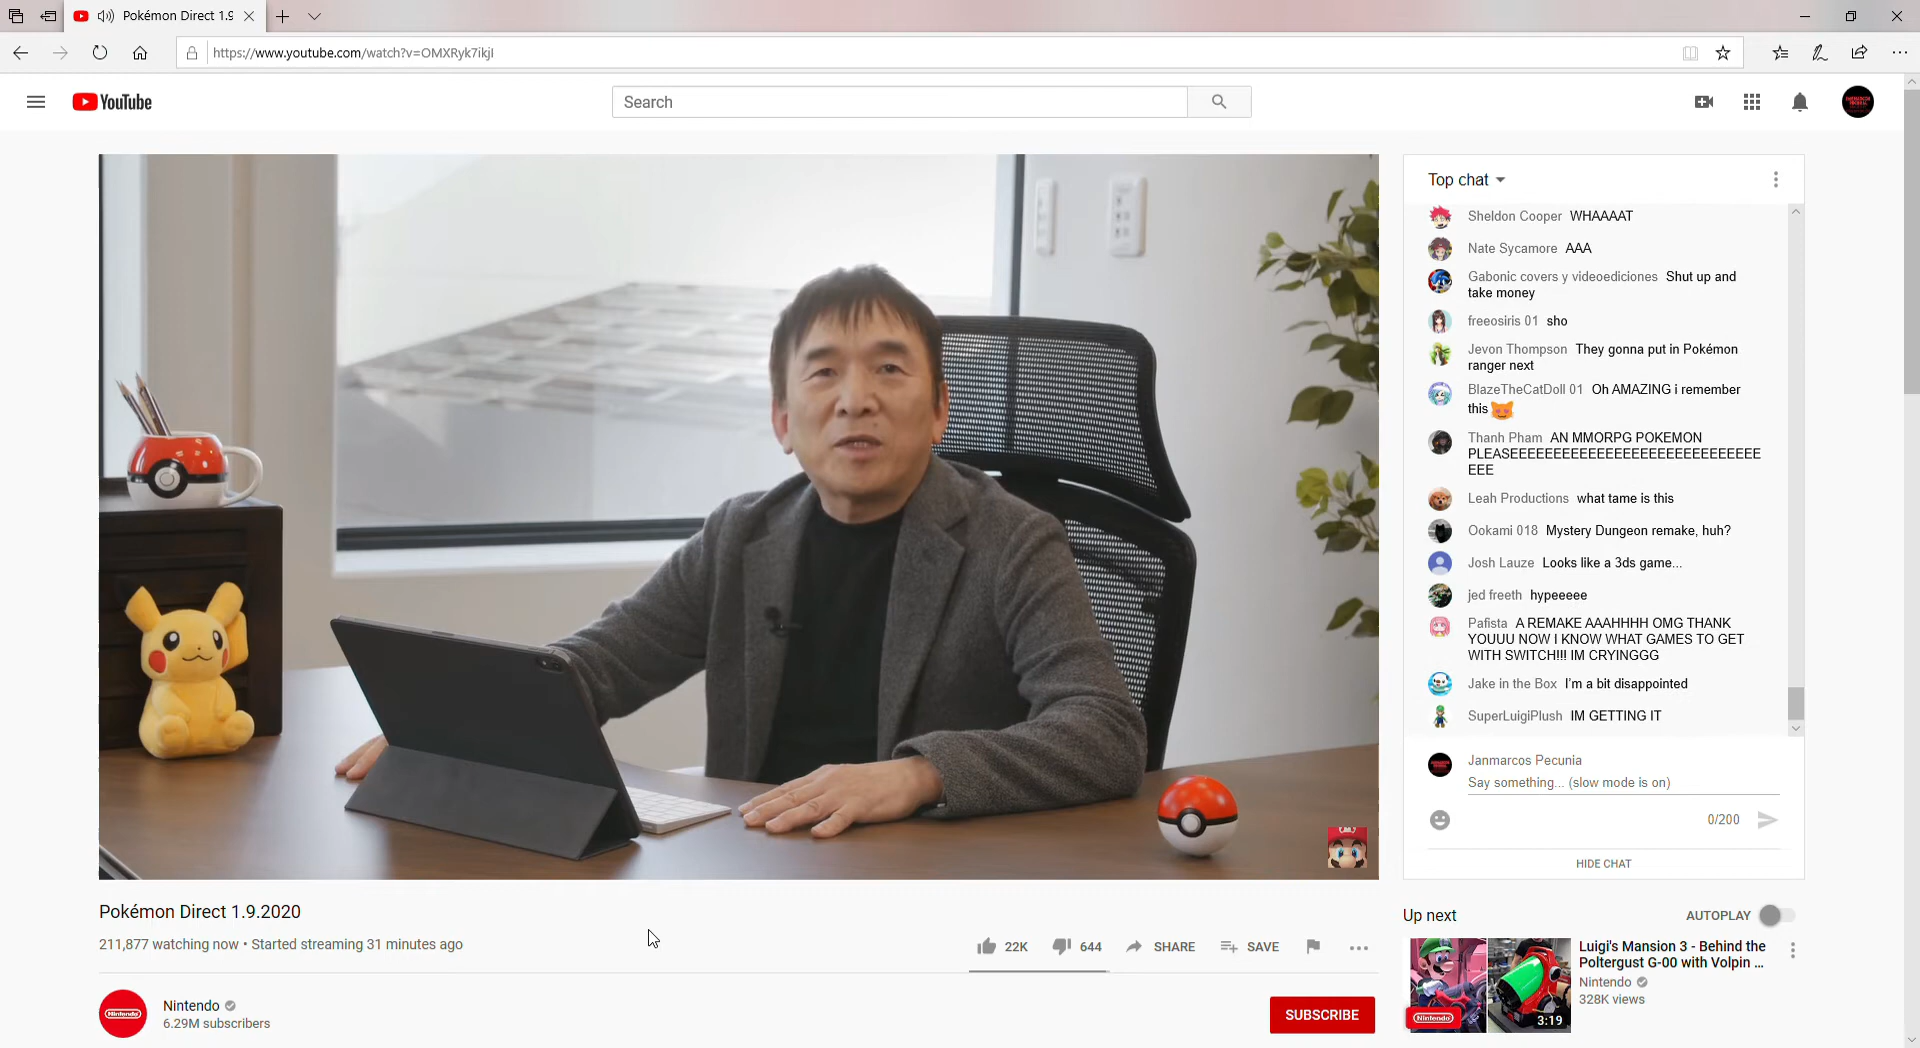 Pokémon Direct 1.9
https://www.youtube.com/watch?v=OMXRyk7ikjI
YouTube
Search
Top chat
Sheldon Cooper WHAAAAT
Nate Sycamore AAA
Gabonic covers y videoediciones Shut up and
take money
freeosiris 01 sho
Jevon Thompson They gonna put in Pokémon
ranger next
BlazeTheCatDoll 01 Oh AMAZING i remember
this
Thanh Pham AN MMORPG POKEMON
PLEASEEEEEEEEEEEEEEEEEEEEEEEEEEEEE
EEE
Leah Productions what tame is this
Ookami 018 Mystery Dungeon remake, huh?
Josh Lauze Looks like a 3ds game...
jed freeth hypeeeee
Pafista A REMAKE AAAHHHH OMG THANK
YOUUU NOW I KNOW WHAT GAMES TO GET
WITH SWITCH!!! IM CRYINGGG
Jake in the Box I'm a bit disappointed
SuperLuigiPlush IM GETTING IT
Janmarcos Pecunia
Say something... (slow mode is on)
0/200
HIDE CHAT
Pokémon Direct 1.9.2020
211,877 watching now • Started streaming 31 minutes ago
22K 644 SHARE SAVE
Nintendo
Nintendo
6.29M subscribers
SUBSCRIBE
Up next
AUTOPLAY
Luigi's Mansion 3 - Behind the
Poltergust G-00 with Volpin ...
Nintendo
328K views
Nintendo
3:19